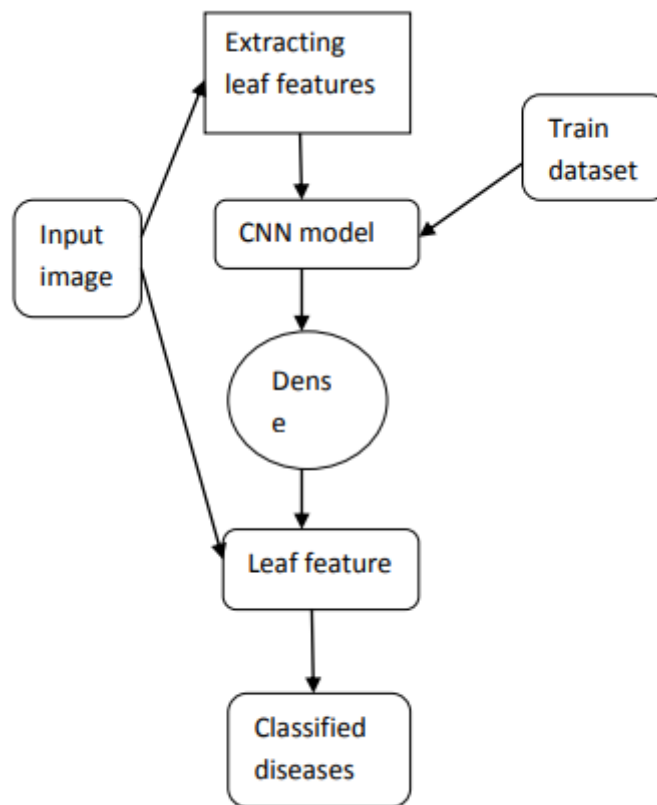 Extracting
leaf features
Train
dataset
Input
image
CNN model
Dens
e
Leaf feature
Classified
diseases